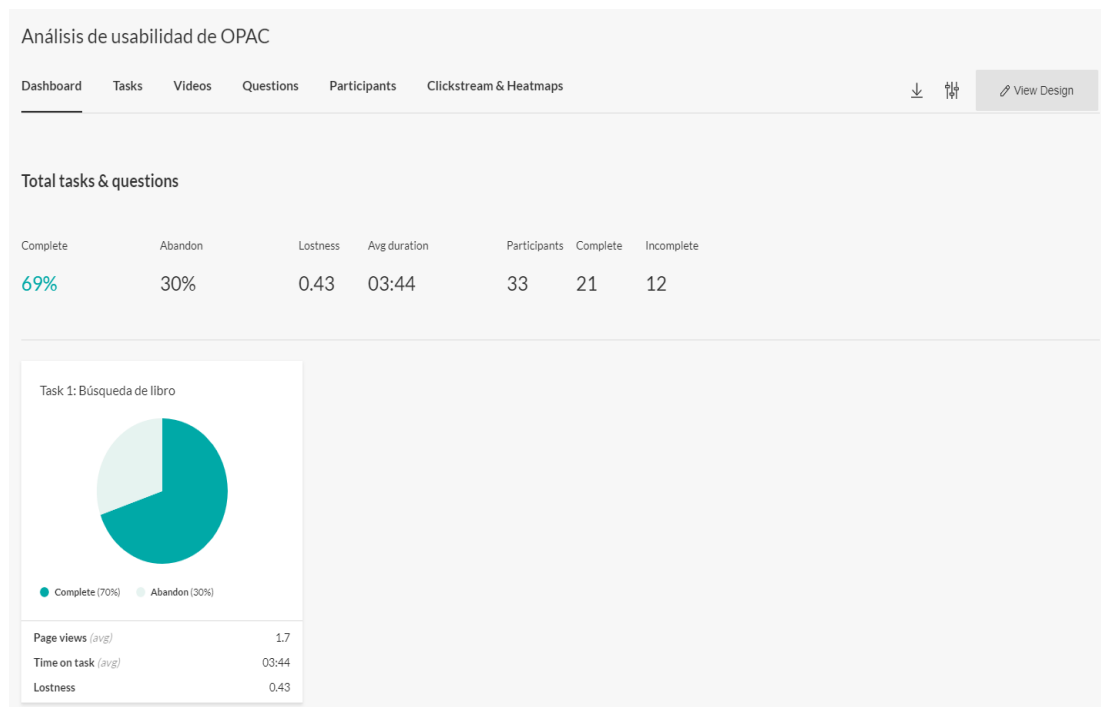 Análisis de usabilidad de OPAC
Dashboard Tasks Videos Questions Participants Clickstream & Heatmaps View Design
Total tasks & questions
Complete Abandon Lostness Avg duration Participants Complete Incomplete
69% 30% 0.43 03:44 33 21 12
Task 1: Búsqueda de libro
Complete (70%) Abandon (30%)
Page views (avg) 1.7
Time on task (avg) 03:44
Lostness 0.43